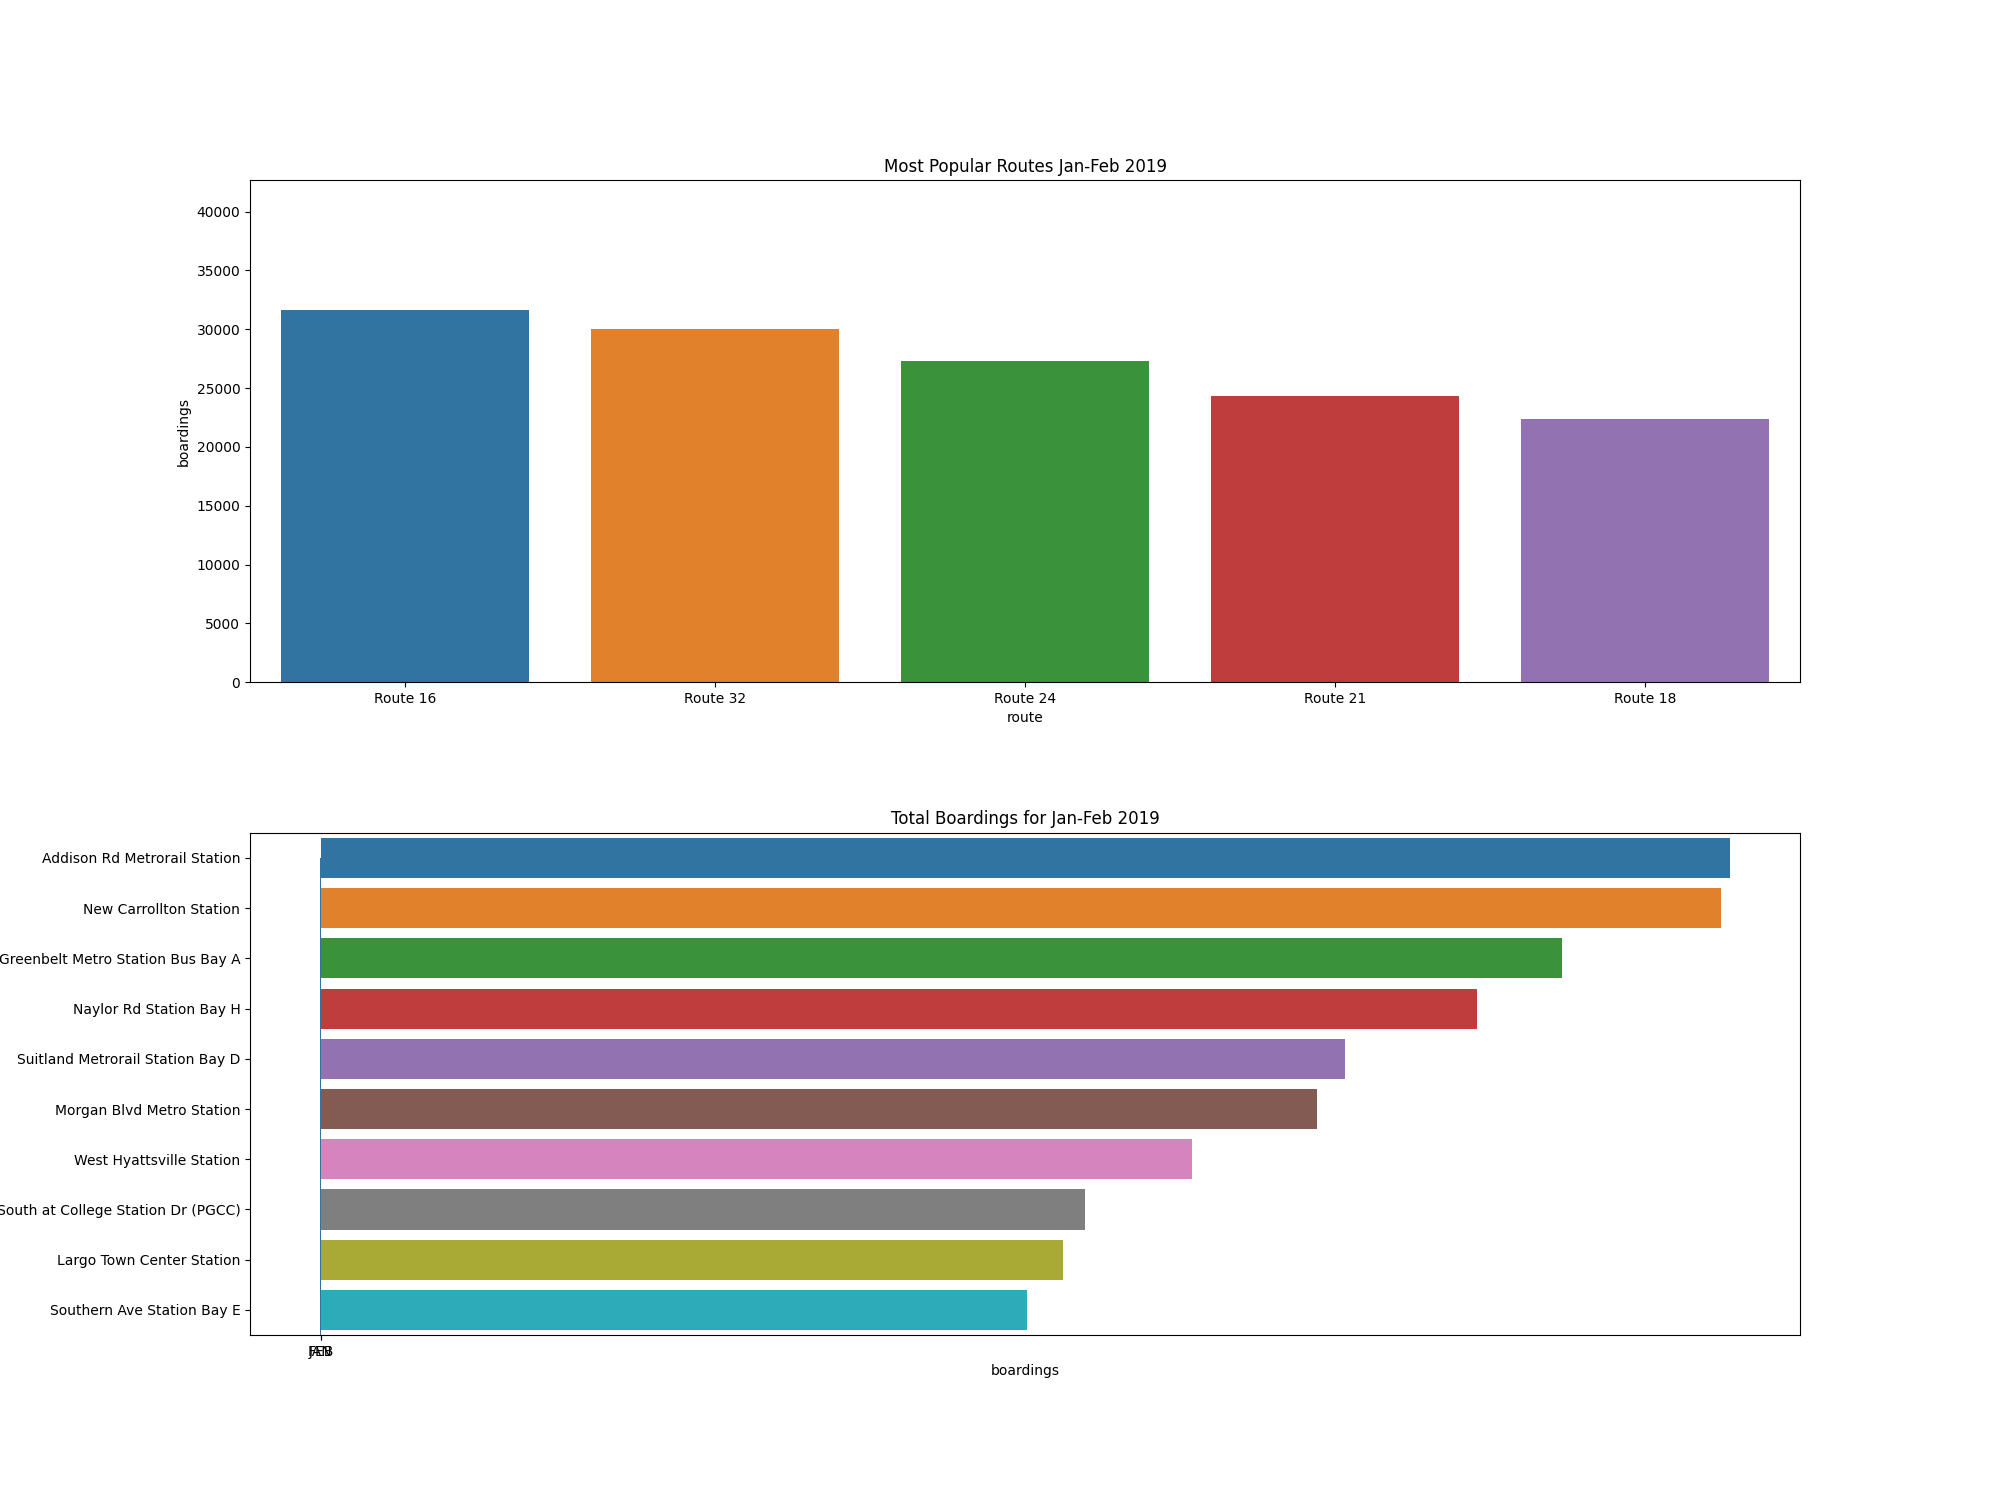 Most Popular Routes Jan-Feb 2019
40000
35000
30000
25000
20000
15000
10000
5000
0
boardings
Route 16 Route 32 Route 24 Route 21 Route 18
route
Total Boardings for Jan-Feb 2019
Addison Rd Metrorail Station
New Carrollton Station
Greenbelt Metro Station Bus Bay A
Naylor Rd Station Bay H
Suitland Metrorail Station Bay D
Morgan Blvd Metro Station
West Hyattsville Station
South at College Station Dr (PGCC)
Largo Town Center Station
Southern Ave Station Bay E
boardings